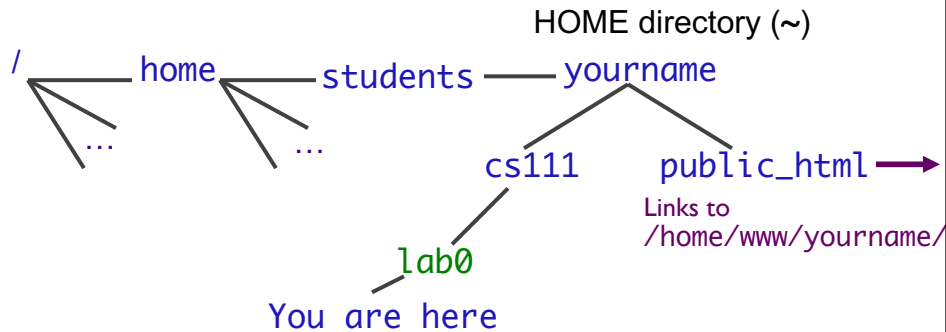 HOME directory (~)
/ home students yourname
… …
cs111 public_html
Links to
/home/www/yourname/
lab0
You are here